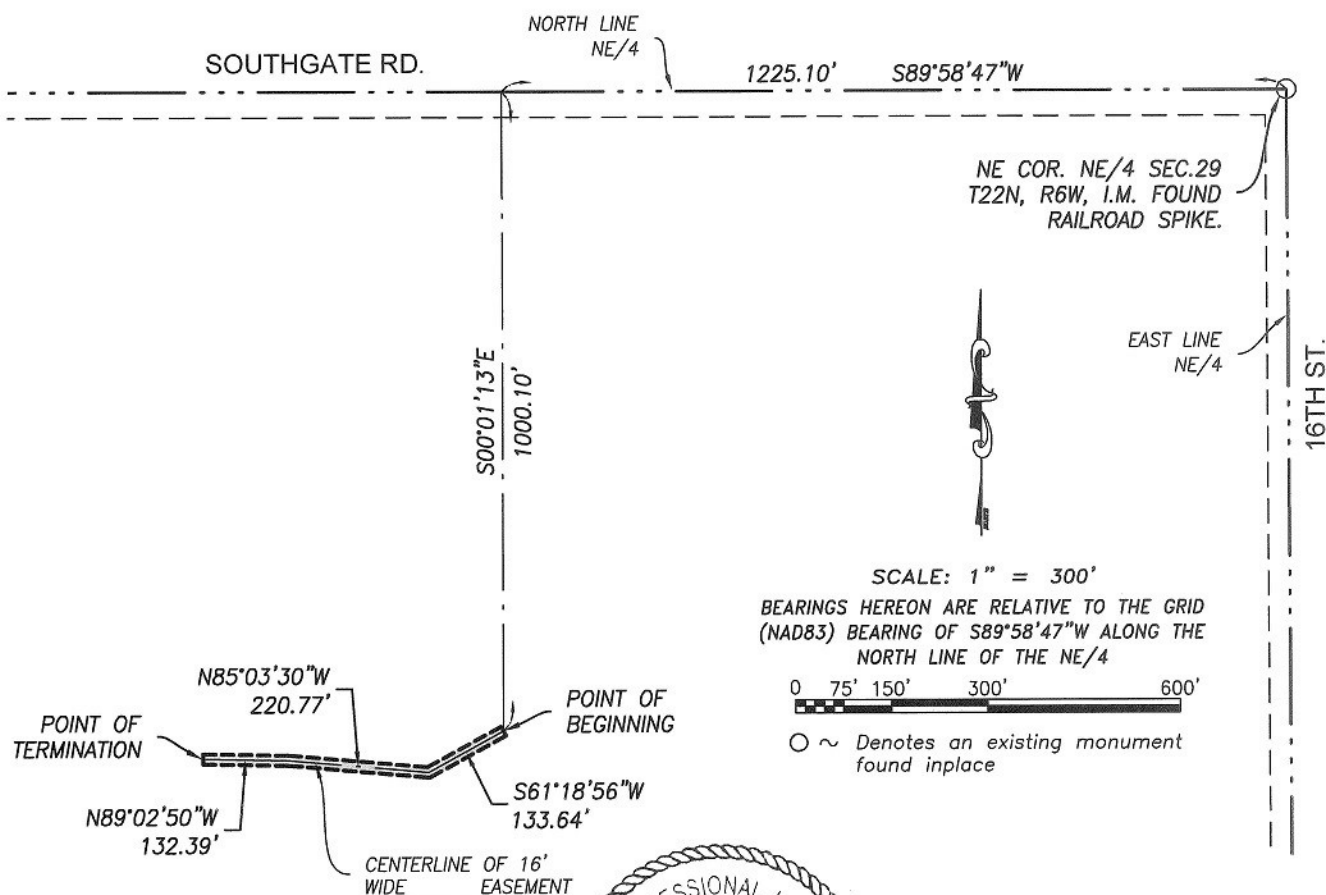 NORTH LINE
NE/4
SOUTHGATE RD.
1225.10' S89°58'47"W
NE COR. NE/4 SEC.29
T22N, R6W, I.M. FOUND
RAILROAD SPIKE.
EAST LINE
NE/4
16TH ST.
S00°01'13"E
1000.10'
SCALE: 1" = 300'
BEARINGS HEREON ARE RELATIVE TO THE GRID
(NAD83) BEARING OF S89°58'47"W ALONG THE
NORTH LINE OF THE NE/4
0 75' 150' 300' 600'
○ ~ Denotes an existing monument
found inplace
N85°03'30"W
220.77'
POINT OF
BEGINNING
POINT OF
TERMINATION
S61°18'56"W
133.64'
N89°02'50"W
132.39'
CENTERLINE OF 16'
WIDE EASEMENT